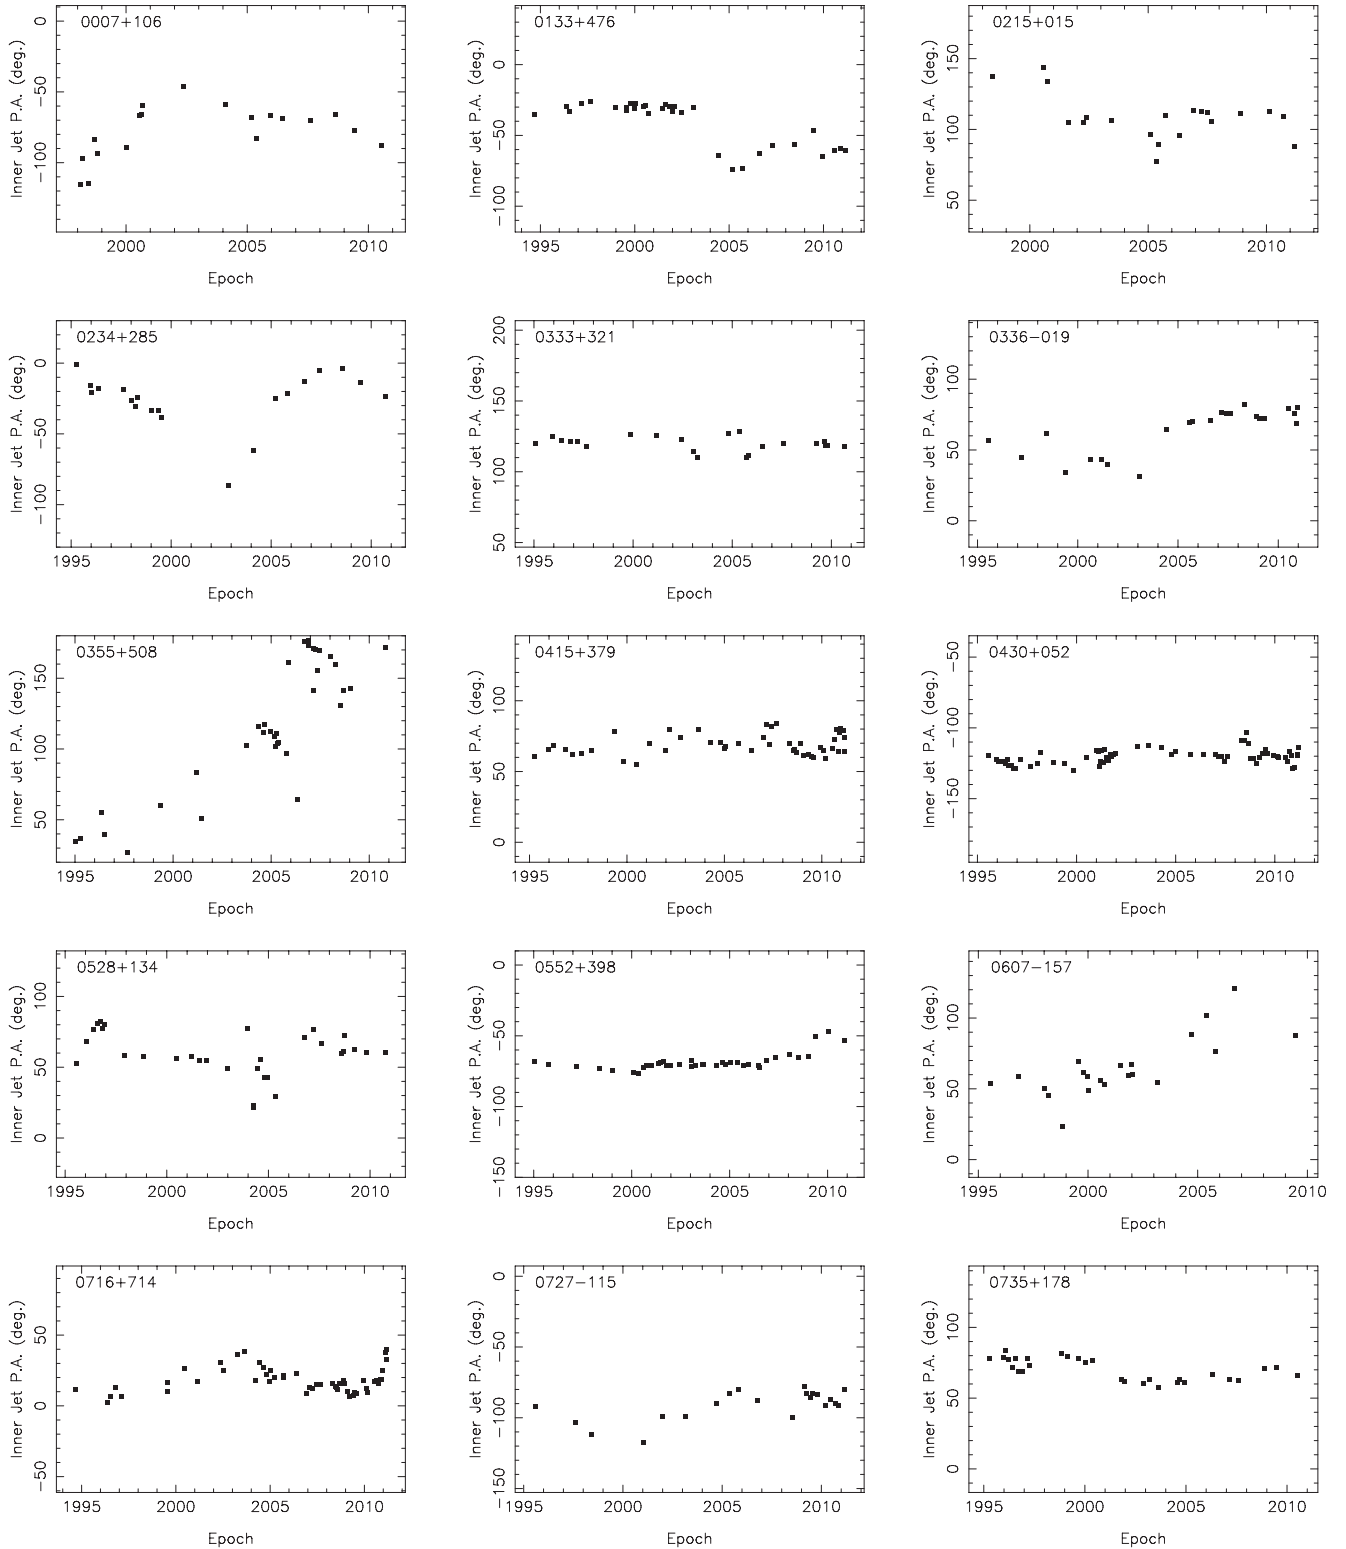 0007+106
Inner Jet P.A. (deg.)
0
−50
−100
2000 2005 2010
Epoch
0133+476
Inner Jet P.A. (deg.)
0
−50
−100
1995 2000 2005 2010
Epoch
0215+015
Inner Jet P.A. (deg.)
150
100
50
2000 2005 2010
Epoch
0234+285
Inner Jet P.A. (deg.)
0
−50
−100
1995 2000 2005 2010
Epoch
0333+321
Inner Jet P.A. (deg.)
200
150
100
50
1995 2000 2005 2010
Epoch
0336−019
Inner Jet P.A. (deg.)
100
50
0
1995 2000 2005 2010
Epoch
0355+508
Inner Jet P.A. (deg.)
150
100
50
1995 2000 2005 2010
Epoch
0415+379
Inner Jet P.A. (deg.)
100
50
0
1995 2000 2005 2010
Epoch
0430+052
Inner Jet P.A. (deg.)
−50
−100
−150
1995 2000 2005 2010
Epoch
0528+134
Inner Jet P.A. (deg.)
100
50
0
1995 2000 2005 2010
Epoch
0552+398
Inner Jet P.A. (deg.)
0
−50
−100
−150
1995 2000 2005 2010
Epoch
0607−157
Inner Jet P.A. (deg.)
100
50
0
1995 2000 2005 2010
Epoch
0716+714
Inner Jet P.A. (deg.)
50
0
−50
1995 2000 2005 2010
Epoch
0727−115
Inner Jet P.A. (deg.)
0
−50
−100
−150
1995 2000 2005 2010
Epoch
0735+178
Inner Jet P.A. (deg.)
100
50
0
1995 2000 2005 2010
Epoch